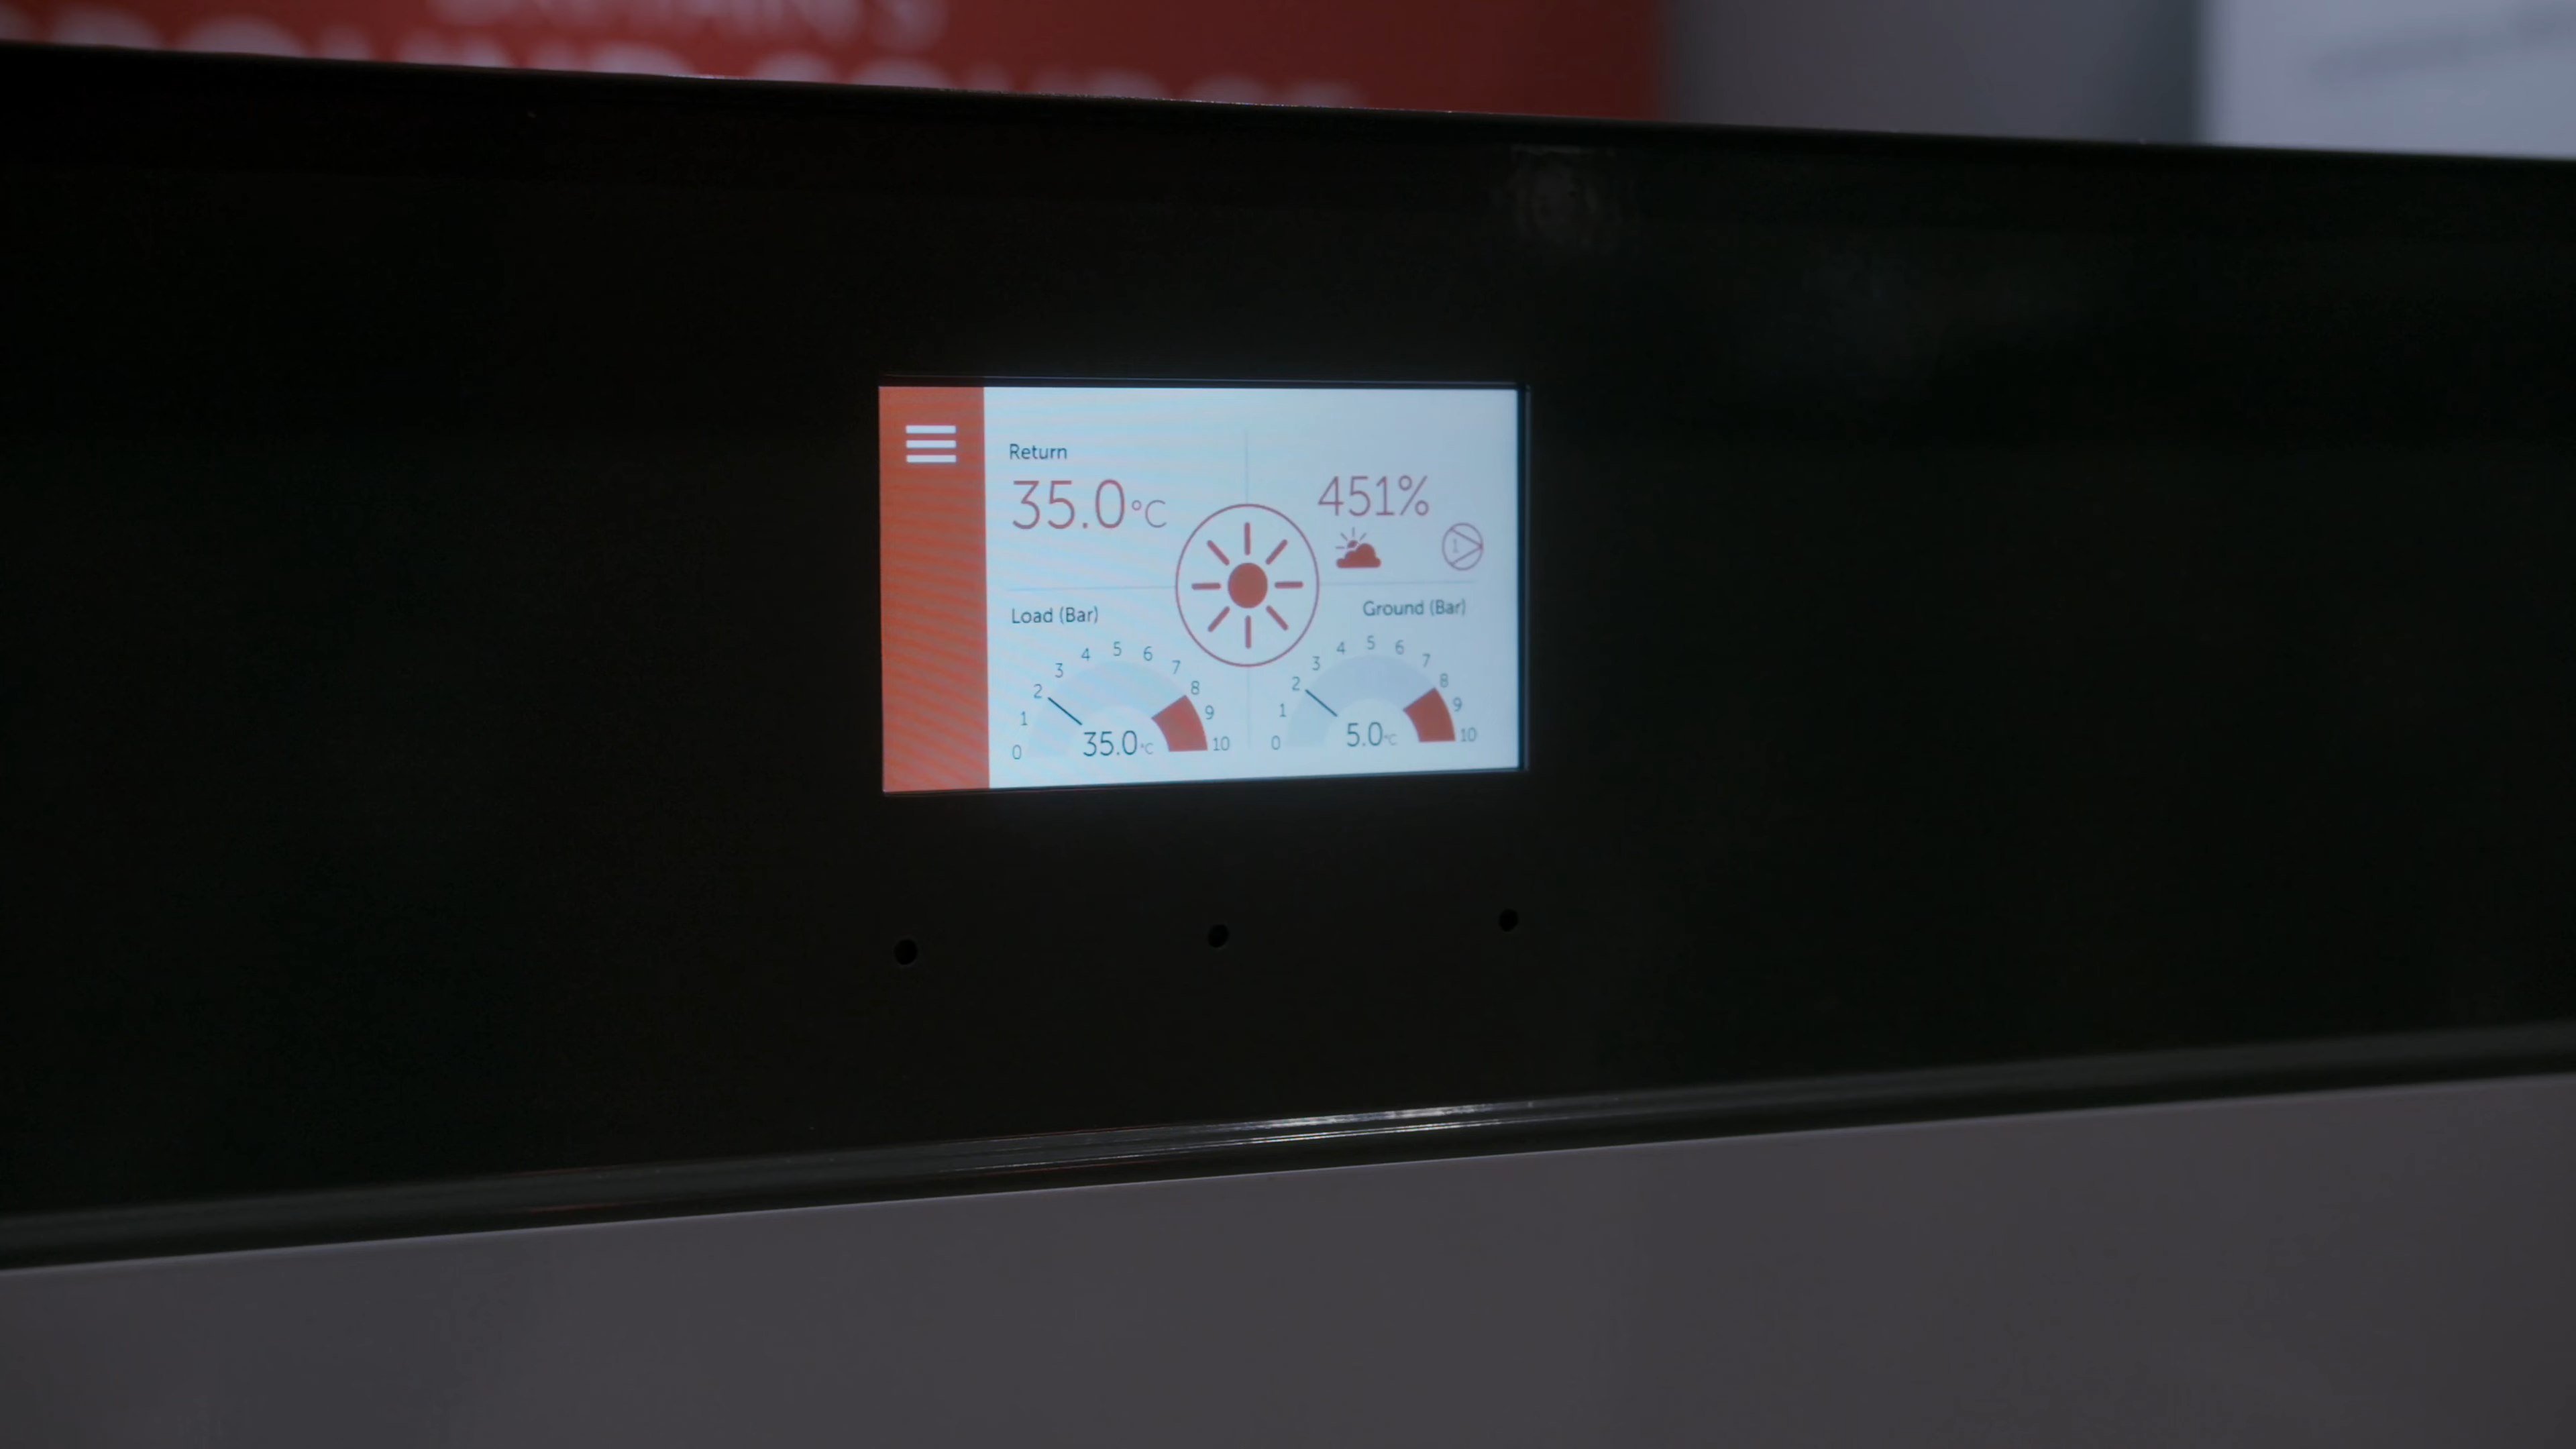 Return
35.0°C
451%
1
Load (Bar)
0 1 2 3 4 5 6 7 8 9 10
35.0°C
Ground (Bar)
0 1 2 3 4 5 6 7 8 9 10
5.0°C